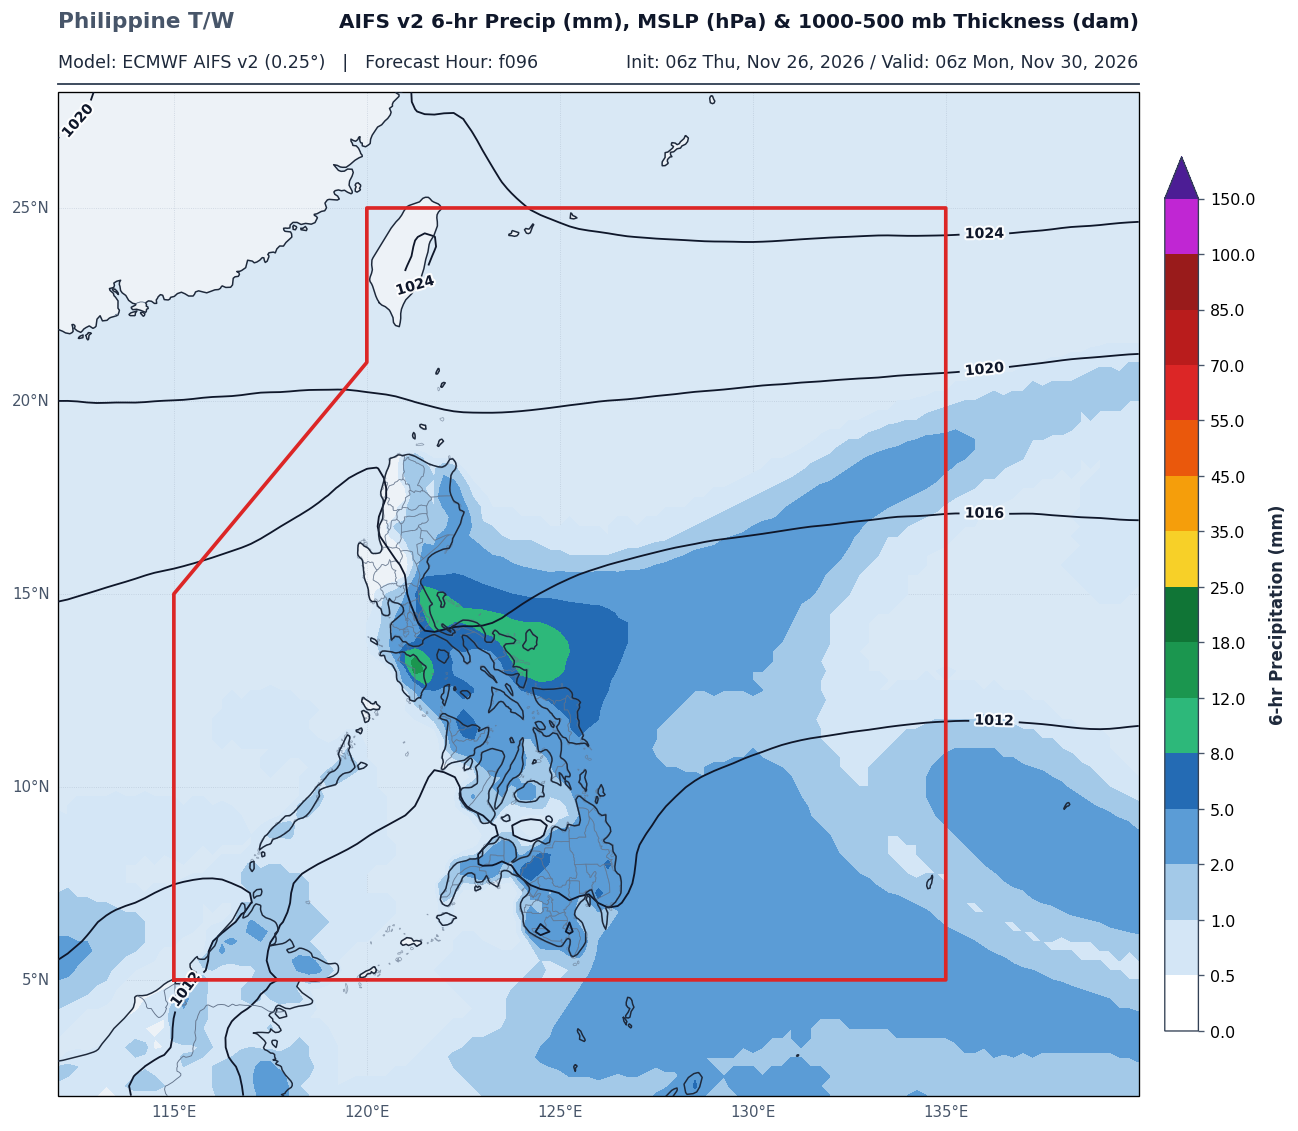 Philippine T/W
AIFS v2 6-hr Precip (mm), MSLP (hPa) & 1000-500 mb Thickness (dam)
Model: ECMWF AIFS v2 (0.25°) | Forecast Hour: f096
Init: 06z Thu, Nov 26, 2026 / Valid: 06z Mon, Nov 30, 2026
1020
25°N
1024
1024
20°N
1020
1016
15°N
1012
10°N
5°N
1012
115°E
120°E
125°E
130°E
135°E
150.0
100.0
85.0
70.0
55.0
45.0
35.0
25.0
18.0
12.0
8.0
5.0
2.0
1.0
0.5
0.0
6-hr Precipitation (mm)